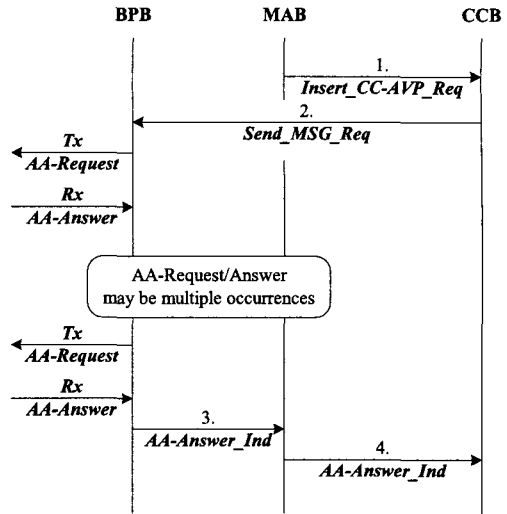 BPB MAB CCB
1.
Insert_CC-AVP_Req
2.
Send_MSG_Req
Tx
AA-Request
Rx
AA-Answer
AA-Request/Answer
may be multiple occurrences
Tx
AA-Request
Rx
AA-Answer
3.
AA-Answer_Ind
4.
AA-Answer_Ind